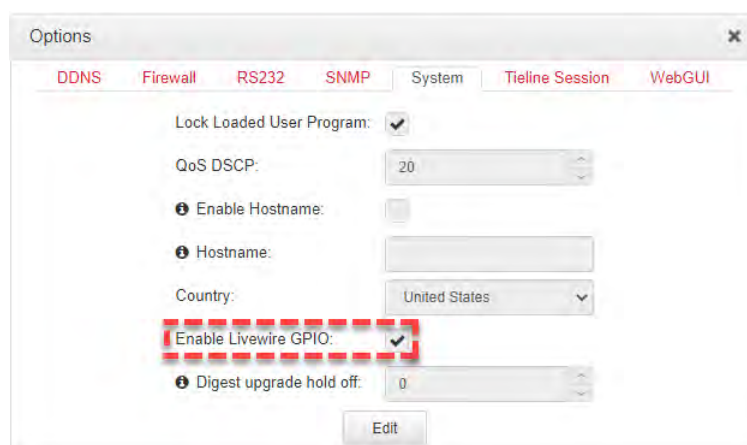 Options
DDNS Firewall RS232 SNMP System Tieline Session WebGUI
Lock Loaded User Program:
QoS DSCP: 20
Enable Hostname:
Hostname:
Country: United States
Enable Livewire GPIO:
Digest upgrade hold off: 0
Edit